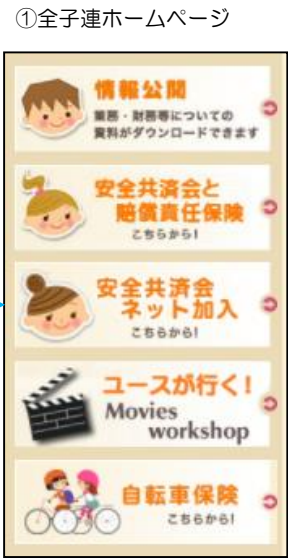 ①全子連ホームページ
情報公開
業務・財務等についての
資料がダウンロードできます
安全共済会と
賠償責任保険
こちらから!
安全共済会
ネット加入
こちらから!
ユースが行く!
Movies
workshop
自転車保険
こちらから!